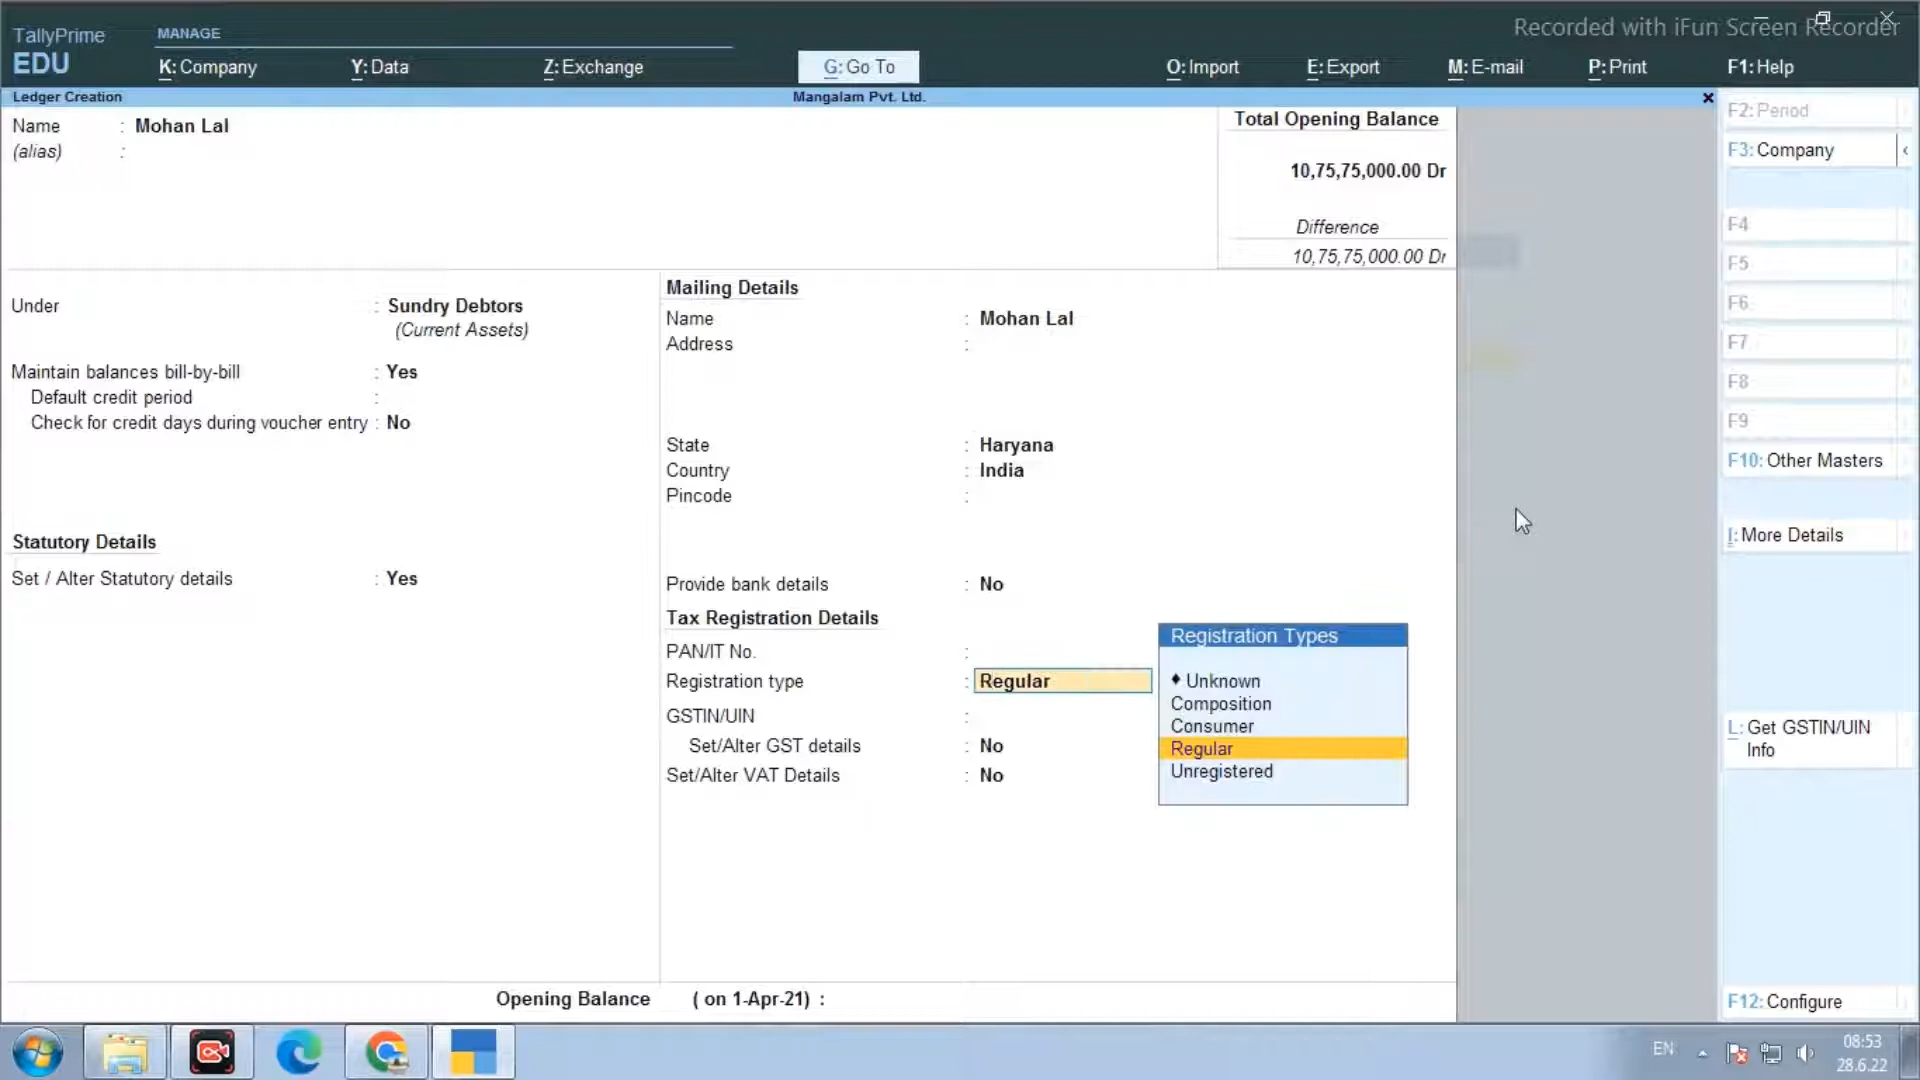 Recorded with iFun Screen Recorder
TallyPrime
EDU
MANAGE
K: Company
Y: Data
Z: Exchange
G: Go To
O: Import
E: Export
M: E-mail
P: Print
F1: Help
Ledger Creation
Mangalam Pvt. Ltd.
Name : Mohan Lal
(alias) :
Total Opening Balance
10,75,75,000.00 Dr
Difference
10,75,75,000.00 Dr
Under : Sundry Debtors
(Current Assets)
Maintain balances bill-by-bill : Yes
Default credit period :
Check for credit days during voucher entry : No
Statutory Details
Set / Alter Statutory details : Yes
Mailing Details
Name : Mohan Lal
Address :
State : Haryana
Country : India
Pincode :
Provide bank details : No
Tax Registration Details
PAN/IT No. :
Registration type : Regular
GSTIN/UIN :
Set/Alter GST details : No
Set/Alter VAT Details : No
Registration Types
♦ Unknown
Composition
Consumer
Regular
Unregistered
Opening Balance ( on 1-Apr-21) :
F2: Period
F3: Company
F4
F5
F6
F7
F8
F9
F10: Other Masters
I: More Details
L: Get GSTIN/UIN
Info
F12: Configure
EN
08:53
28.6.22